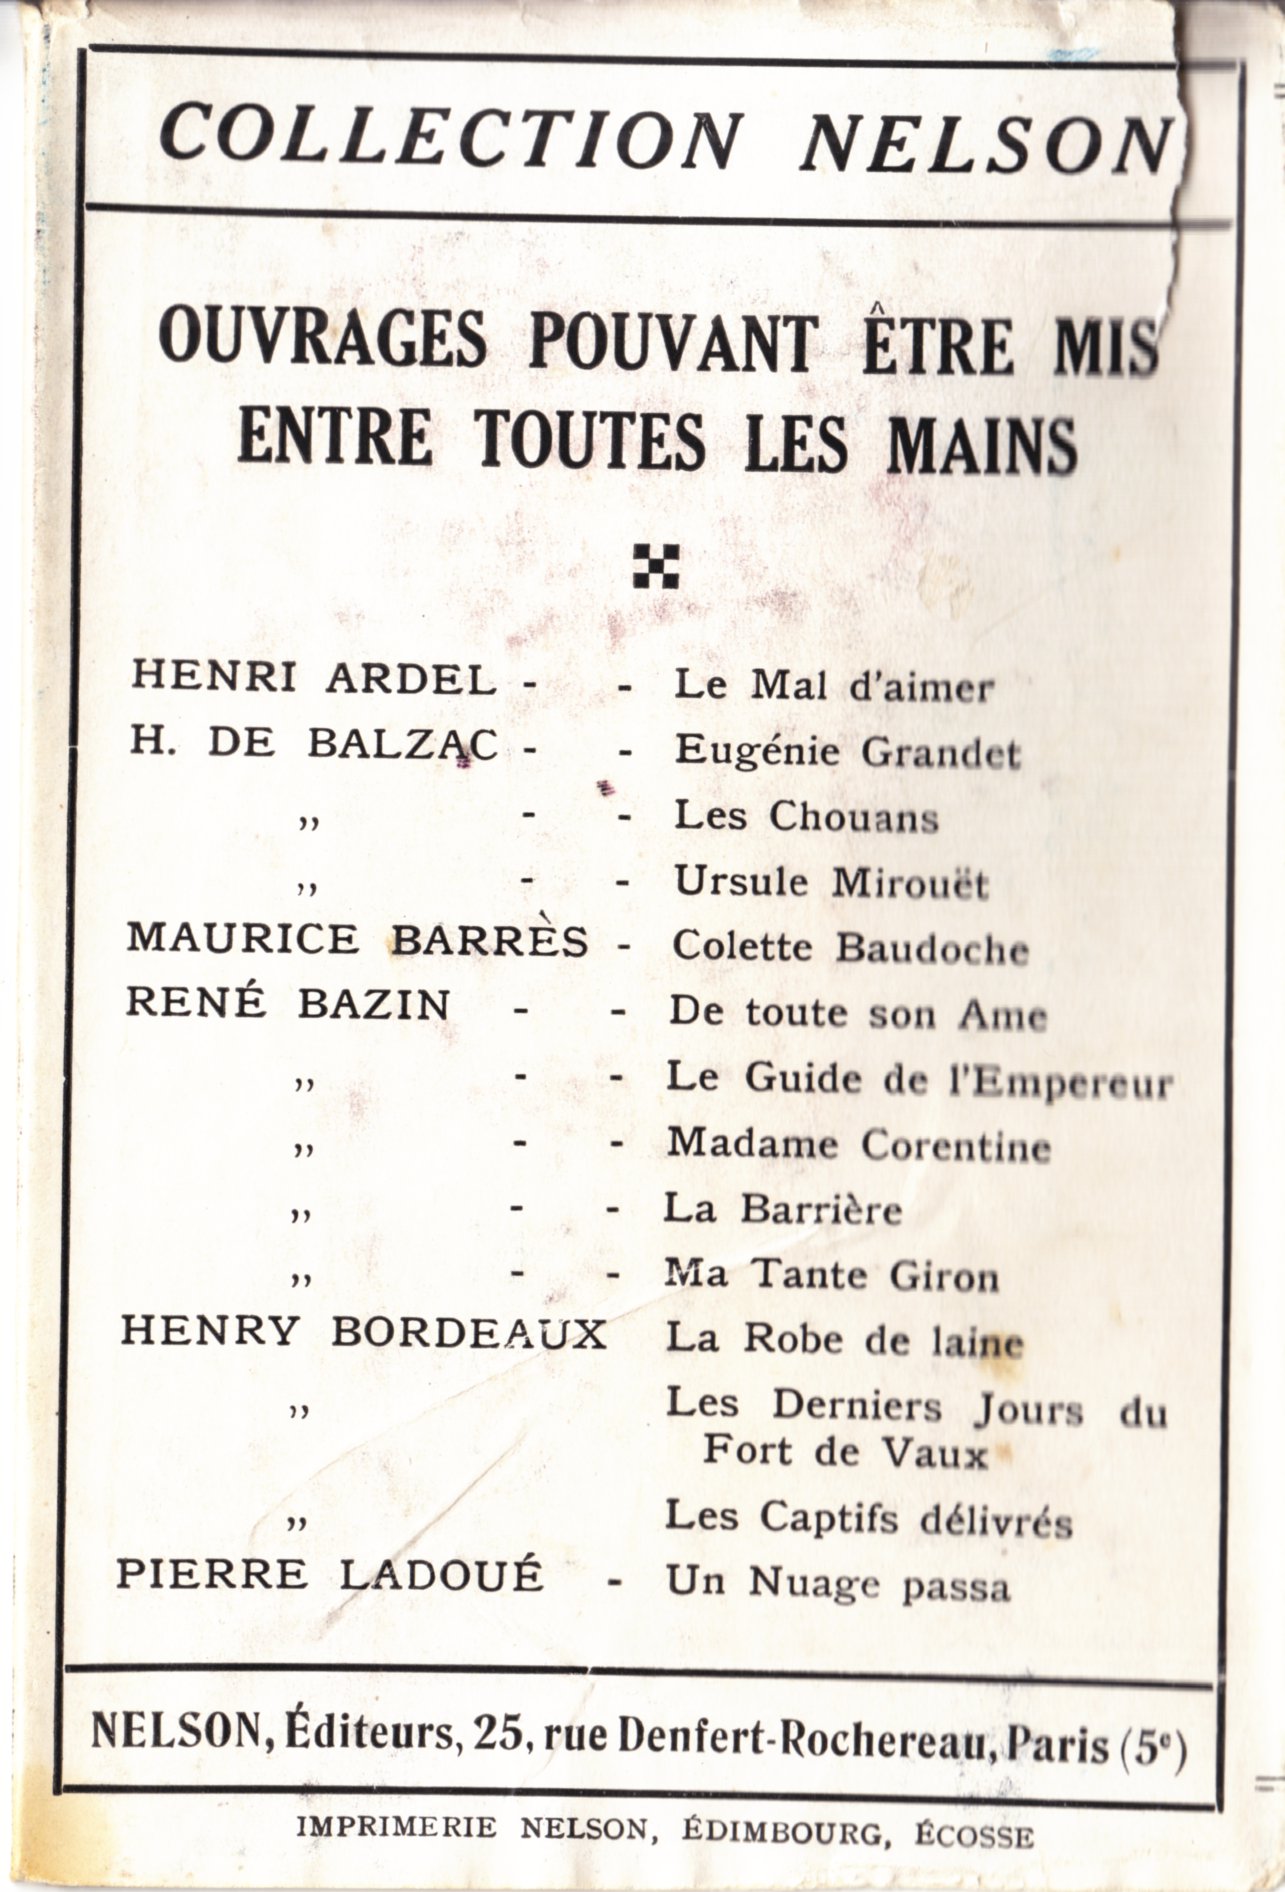 COLLECTION NELSON
OUVRAGES POUVANT ÊTRE MIS
ENTRE TOUTES LES MAINS
HENRI ARDEL - - Le Mal d'aimer
H. DE BALZAC - - Eugénie Grandet
„ - - Les Chouans
„ - - Ursule Mirouët
MAURICE BARRÈS - Colette Baudoche
RENÉ BAZIN - - De toute son Ame
„ - - Le Guide de l'Empereur
„ - - Madame Corentine
„ - - La Barrière
„ - - Ma Tante Giron
HENRY BORDEAUX La Robe de laine
„ Les Derniers Jours du
Fort de Vaux
„ Les Captifs délivrés
PIERRE LADOUÉ - Un Nuage passa
NELSON, Éditeurs, 25, rue Denfert-Rochereau, Paris (5e)
IMPRIMERIE NELSON, ÉDIMBOURG, ÉCOSSE